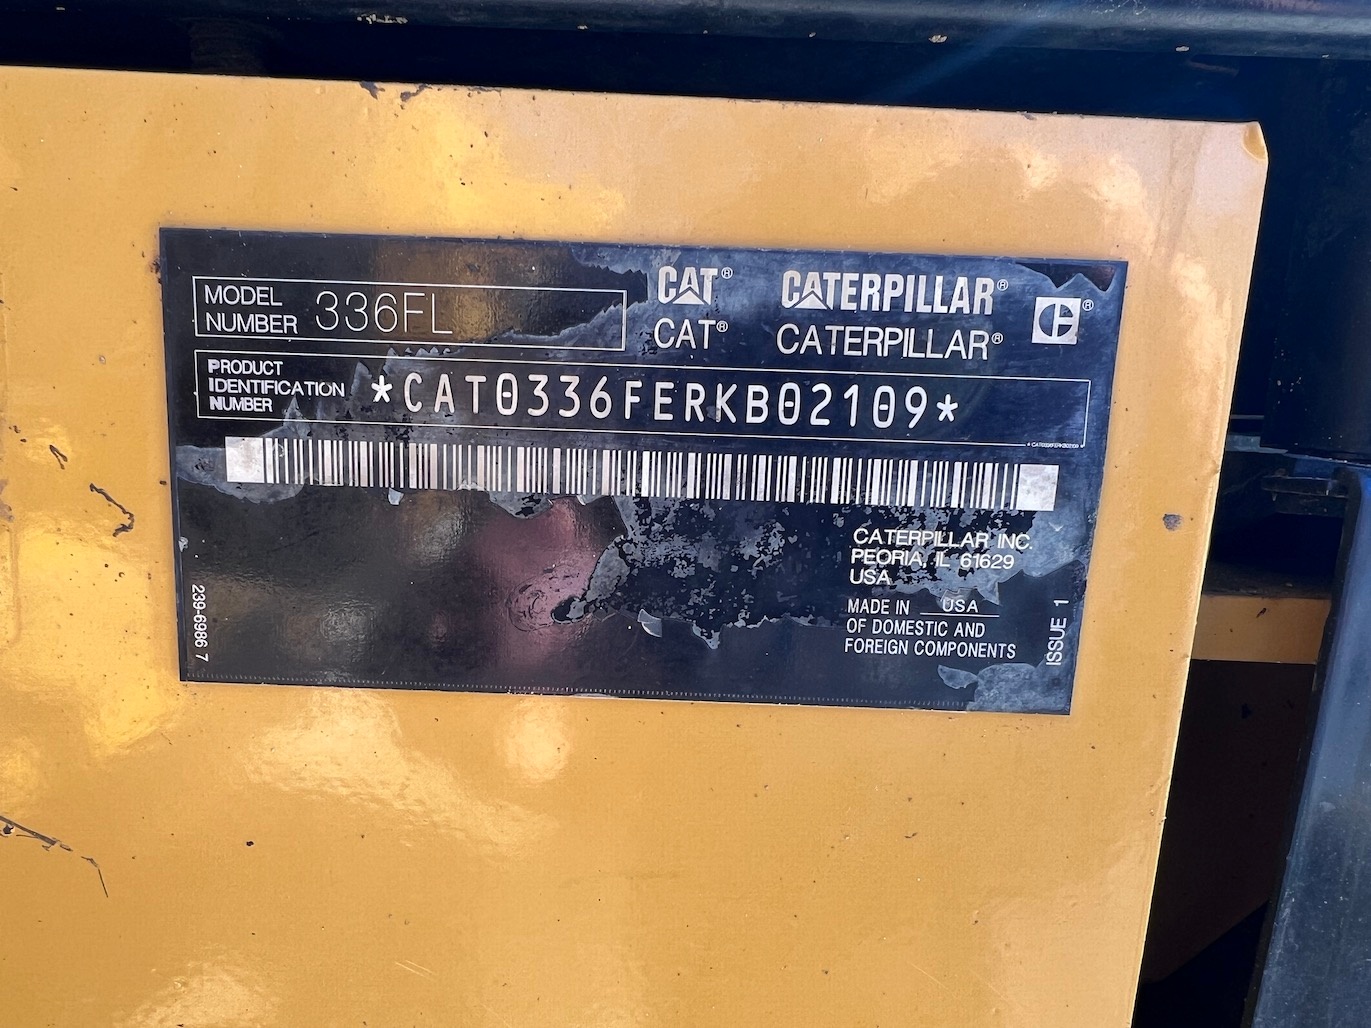 MODEL NUMBER 336FL
CAT® CATERPILLAR®
CAT® CATERPILLAR®
PRODUCT IDENTIFICATION NUMBER *CAT0336FERKB02109*
*CAT0336FERKB02109*
CATERPILLAR INC.
PEORIA, IL 61629
USA
MADE IN USA
OF DOMESTIC AND
FOREIGN COMPONENTS
239-6986 7
ISSUE 1